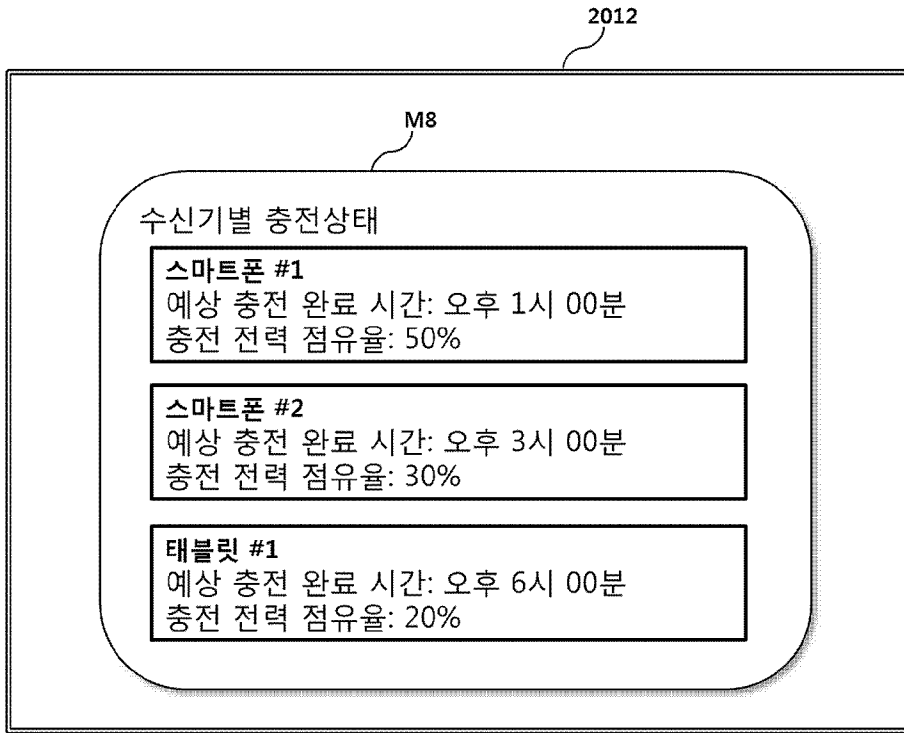 2012
M8
수신기별 충전상태
스마트폰 #1
예상 충전 완료 시간: 오후 1시 00분
충전 전력 점유율: 50%
스마트폰 #2
예상 충전 완료 시간: 오후 3시 00분
충전 전력 점유율: 30%
태블릿 #1
예상 충전 완료 시간: 오후 6시 00분
충전 전력 점유율: 20%